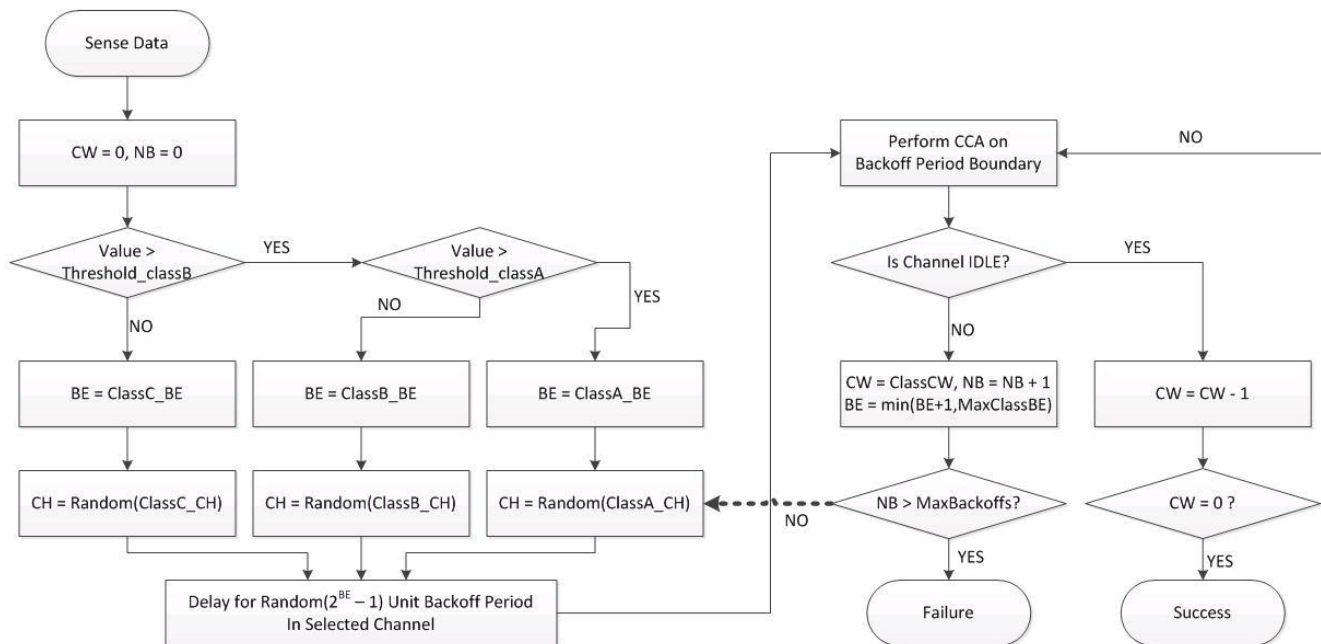 Sense Data
CW = 0, NB = 0
Value >
Threshold_classB
YES
NO
Value >
Threshold_classA
NO
YES
BE = ClassC_BE
BE = ClassB_BE
BE = ClassA_BE
CH = Random(ClassC_CH)
CH = Random(ClassB_CH)
CH = Random(ClassA_CH)
Delay for Random(2^BE – 1) Unit Backoff Period
In Selected Channel
Perform CCA on
Backoff Period Boundary
NO
Is Channel IDLE?
YES
NO
CW = ClassCW, NB = NB + 1
BE = min(BE+1,MaxClassBE)
CW = CW - 1
NB > MaxBackoffs?
NO
YES
CW = 0 ?
YES
Failure
Success